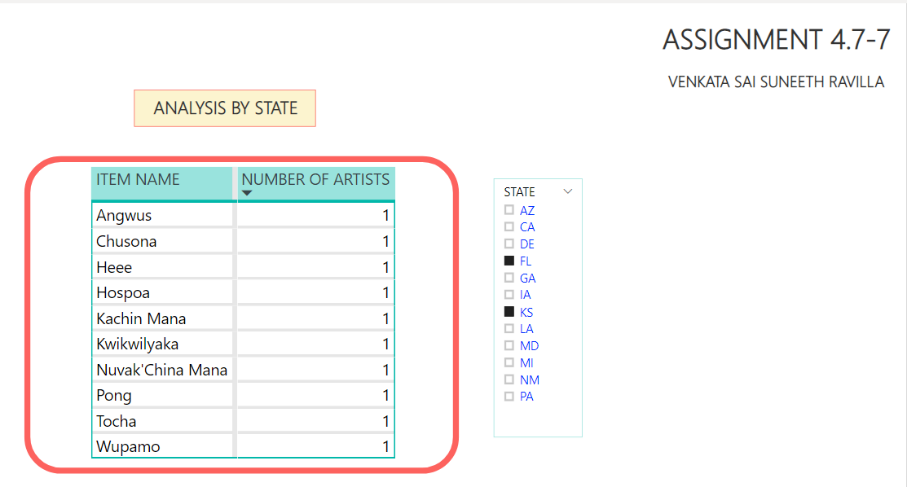 ASSIGNMENT 4.7-7
VENKATA SAI SUNEETH RAVILLA
ANALYSIS BY STATE
ITEM NAME NUMBER OF ARTISTS
Angwus 1
Chusona 1
Heee 1
Hospoa 1
Kachin Mana 1
Kwikwilyaka 1
Nuvak'China Mana 1
Pong 1
Tocha 1
Wupamo 1
STATE
AZ
CA
DE
FL
GA
IA
KS
LA
MD
MI
NM
PA